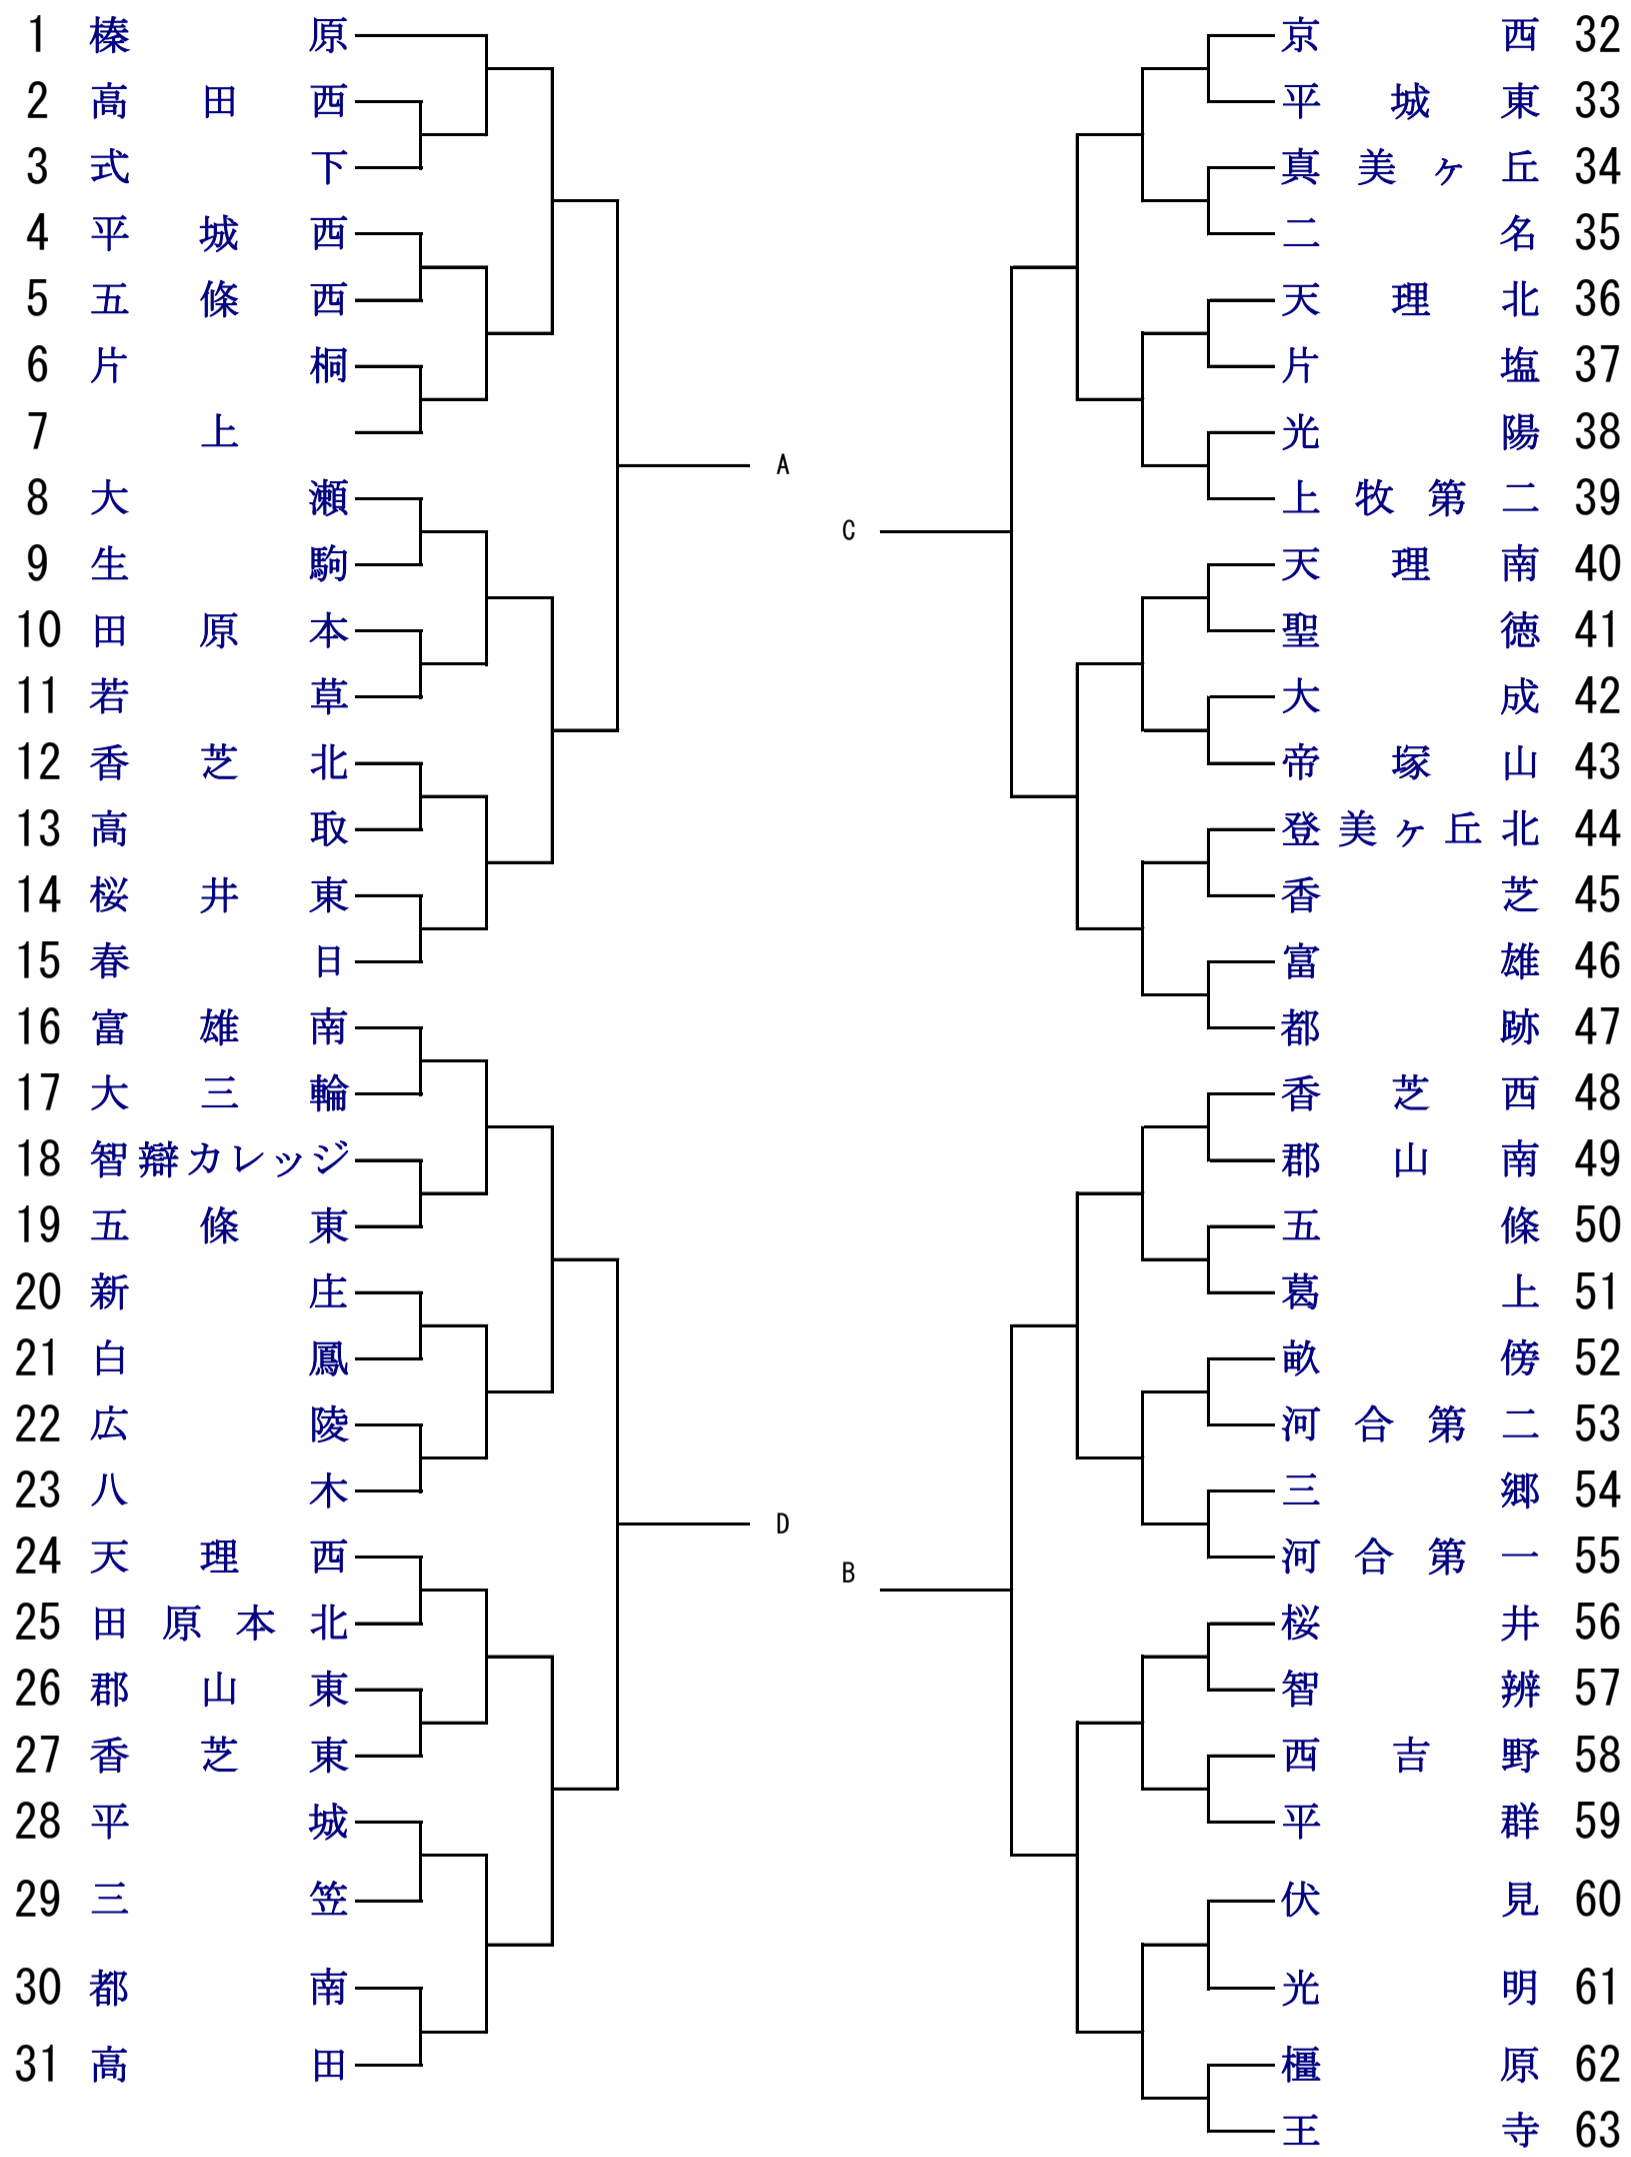 1 榛原
2 高田西
3 式下
4 平城西
5 五條西
6 片桐
7 上
8 大瀬
9 生駒
10 田原本
11 若草
12 香芝北
13 高取
14 桜井東
15 春日
16 富雄南
17 大三輪
18 智辯カレッジ
19 五條東
20 新庄
21 白鳳
22 広陵
23 八木
24 天理西
25 田原本北
26 郡山東
27 香芝東
28 平城
29 三笠
30 都南
31 高田
A
D
C
B
京西 32
平城東 33
真美ヶ丘 34
二名 35
天理北 36
片塩 37
光陽 38
上牧第二 39
天理南 40
聖徳 41
大成 42
帝塚山 43
登美ヶ丘北 44
香芝 45
富雄 46
都跡 47
香芝西 48
郡山南 49
五條 50
葛上 51
畝傍 52
河合第二 53
三郷 54
河合第一 55
桜井 56
智辨 57
西吉野 58
平群 59
伏見 60
光明 61
橿原 62
王寺 63